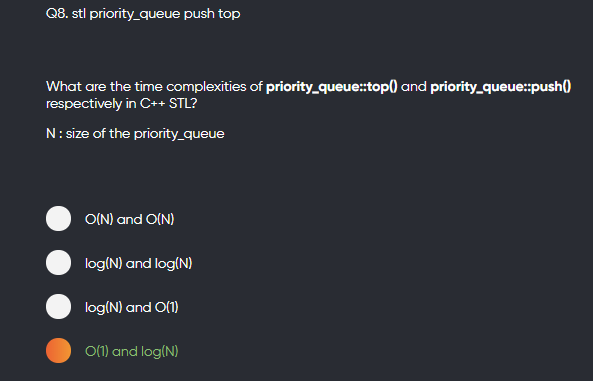 Q8. stl priority_queue push top
What are the time complexities of priority_queue::top() and priority_queue::push()
respectively in C++ STL?
N : size of the priority_queue
O(N) and O(N)
log(N) and log(N)
log(N) and O(1)
O(1) and log(N)